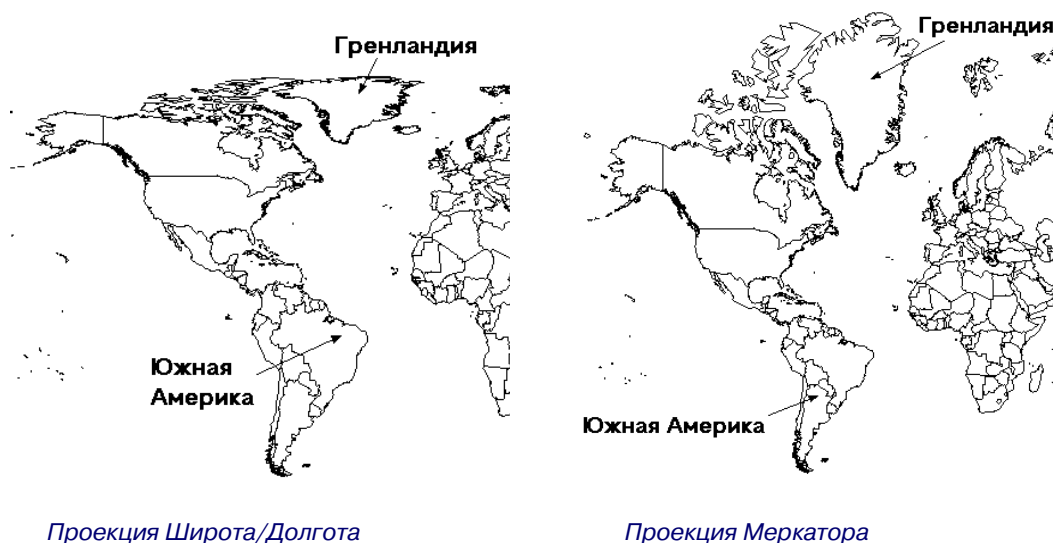 Гренландия
Южная
Америка
Проекция Широта/Долгота
Гренландия
Южная Америка
Проекция Меркатора